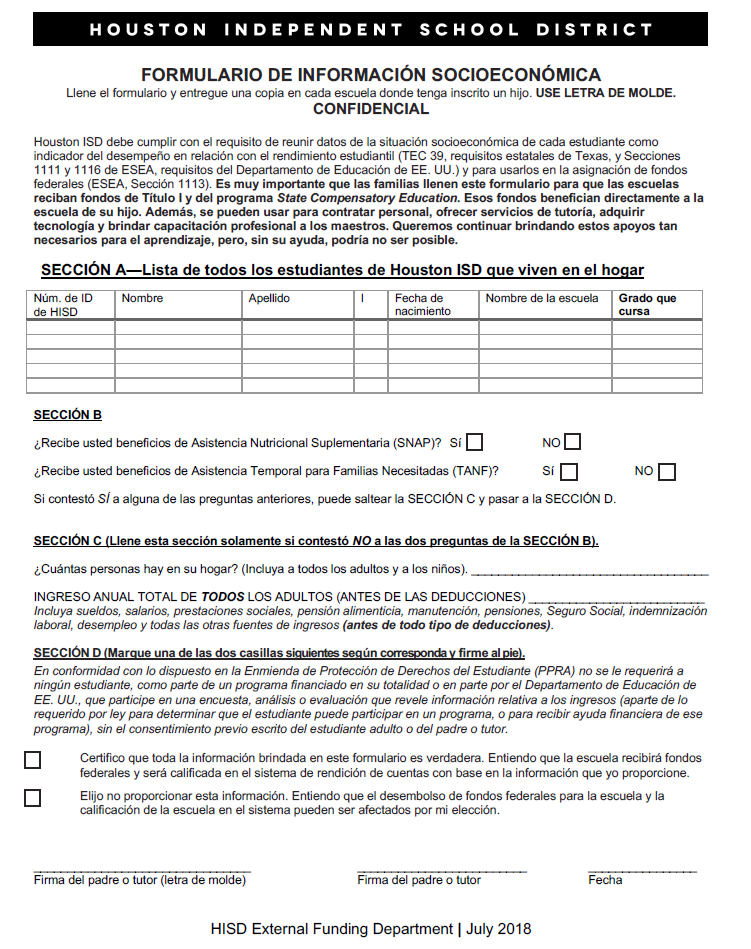 HOUSTON INDEPENDENT SCHOOL DISTRICT
FORMULARIO DE INFORMACIÓN SOCIOECONÓMICA
Llene el formulario y entregue una copia en cada escuela donde tenga inscrito un hijo. USE LETRA DE MOLDE.
CONFIDENCIAL
Houston ISD debe cumplir con el requisito de reunir datos de la situación socioeconómica de cada estudiante como
indicador del desempeño en relación con el rendimiento estudiantil (TEC 39, requisitos estatales de Texas, y Secciones
1111 y 1116 de ESEA, requisitos del Departamento de Educación de EE. UU.) y para usarlos en la asignación de fondos
federales (ESEA, Sección 1113). Es muy importante que las familias llenen este formulario para que las escuelas
reciban fondos de Título I y del programa State Compensatory Education. Esos fondos benefician directamente a la
escuela de su hijo. Además, se pueden usar para contratar personal, ofrecer servicios de tutoría, adquirir
tecnología y brindar capacitación profesional a los maestros. Queremos continuar brindando estos apoyos tan
necesarios para el aprendizaje, pero, sin su ayuda, podría no ser posible.
SECCIÓN A—Lista de todos los estudiantes de Houston ISD que viven en el hogar
Núm. de ID de HISD Nombre Apellido I Fecha de nacimiento Nombre de la escuela Grado que cursa
SECCIÓN B
¿Recibe usted beneficios de Asistencia Nutricional Suplementaria (SNAP)? Sí NO
¿Recibe usted beneficios de Asistencia Temporal para Familias Necesitadas (TANF)? Sí NO
Si contestó SÍ a alguna de las preguntas anteriores, puede saltear la SECCIÓN C y pasar a la SECCIÓN D.
SECCIÓN C (Llene esta sección solamente si contestó NO a las dos preguntas de la SECCIÓN B).
¿Cuántas personas hay en su hogar? (Incluya a todos los adultos y a los niños). ___________________________________
INGRESO ANUAL TOTAL DE TODOS LOS ADULTOS (ANTES DE LAS DEDUCCIONES) __________________________
Incluya sueldos, salarios, prestaciones sociales, pensión alimenticia, manutención, pensiones, Seguro Social, indemnización
laboral, desempleo y todas las otras fuentes de ingresos (antes de todo tipo de deducciones).
SECCIÓN D (Marque una de las dos casillas siguientes según corresponda y firme al pie).
En conformidad con lo dispuesto en la Enmienda de Protección de Derechos del Estudiante (PPRA) no se le requerirá a
ningún estudiante, como parte de un programa financiado en su totalidad o en parte por el Departamento de Educación de
EE. UU., que participe en una encuesta, análisis o evaluación que revele información relativa a los ingresos (aparte de lo
requerido por ley para determinar que el estudiante puede participar en un programa, o para recibir ayuda financiera de ese
programa), sin el consentimiento previo escrito del estudiante adulto o del padre o tutor.
Certifico que toda la información brindada en este formulario es verdadera. Entiendo que la escuela recibirá fondos
federales y será calificada en el sistema de rendición de cuentas con base en la información que yo proporcione.
Elijo no proporcionar esta información. Entiendo que el desembolso de fondos federales para la escuela y la
calificación de la escuela en el sistema pueden ser afectados por mi elección.
Firma del padre o tutor (letra de molde) Firma del padre o tutor Fecha
HISD External Funding Department | July 2018